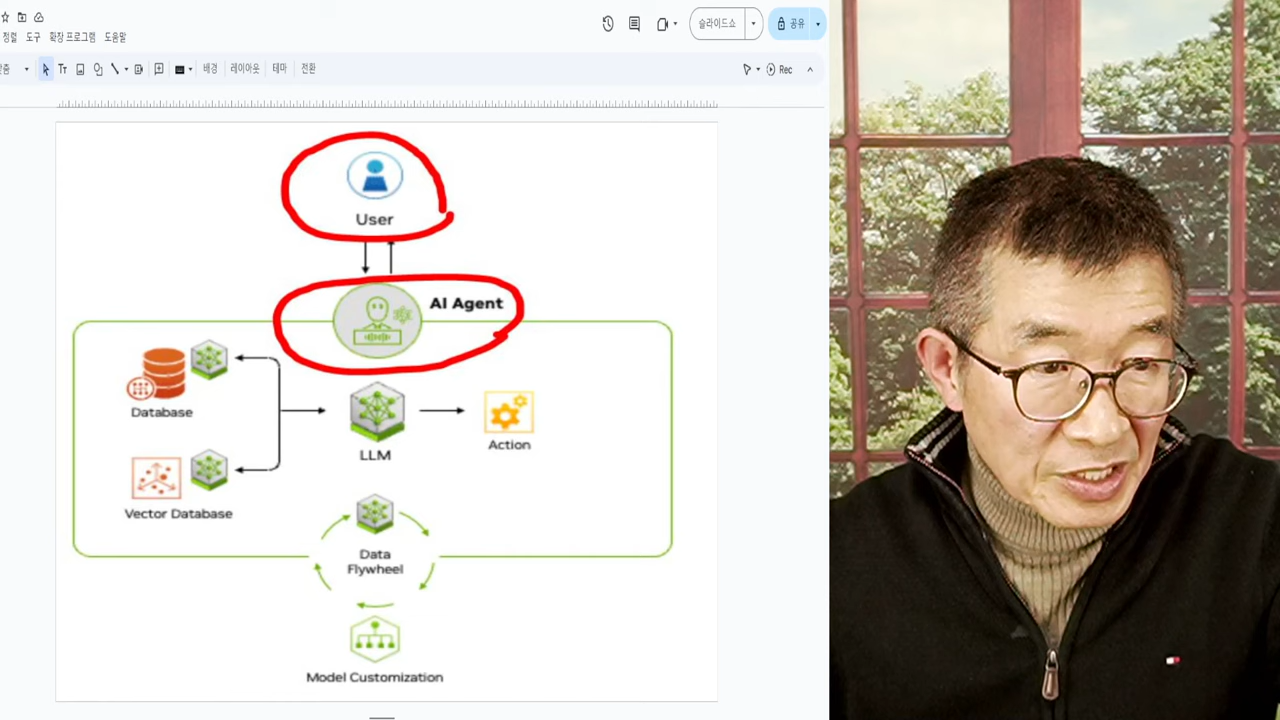 정렬 도구 확장 프로그램 도움말
슬라이드쇼
공유
배경 레이아웃 테마 전환
Rec
User
AI Agent
Database
LLM
Action
Vector Database
Data
Flywheel
Model Customization